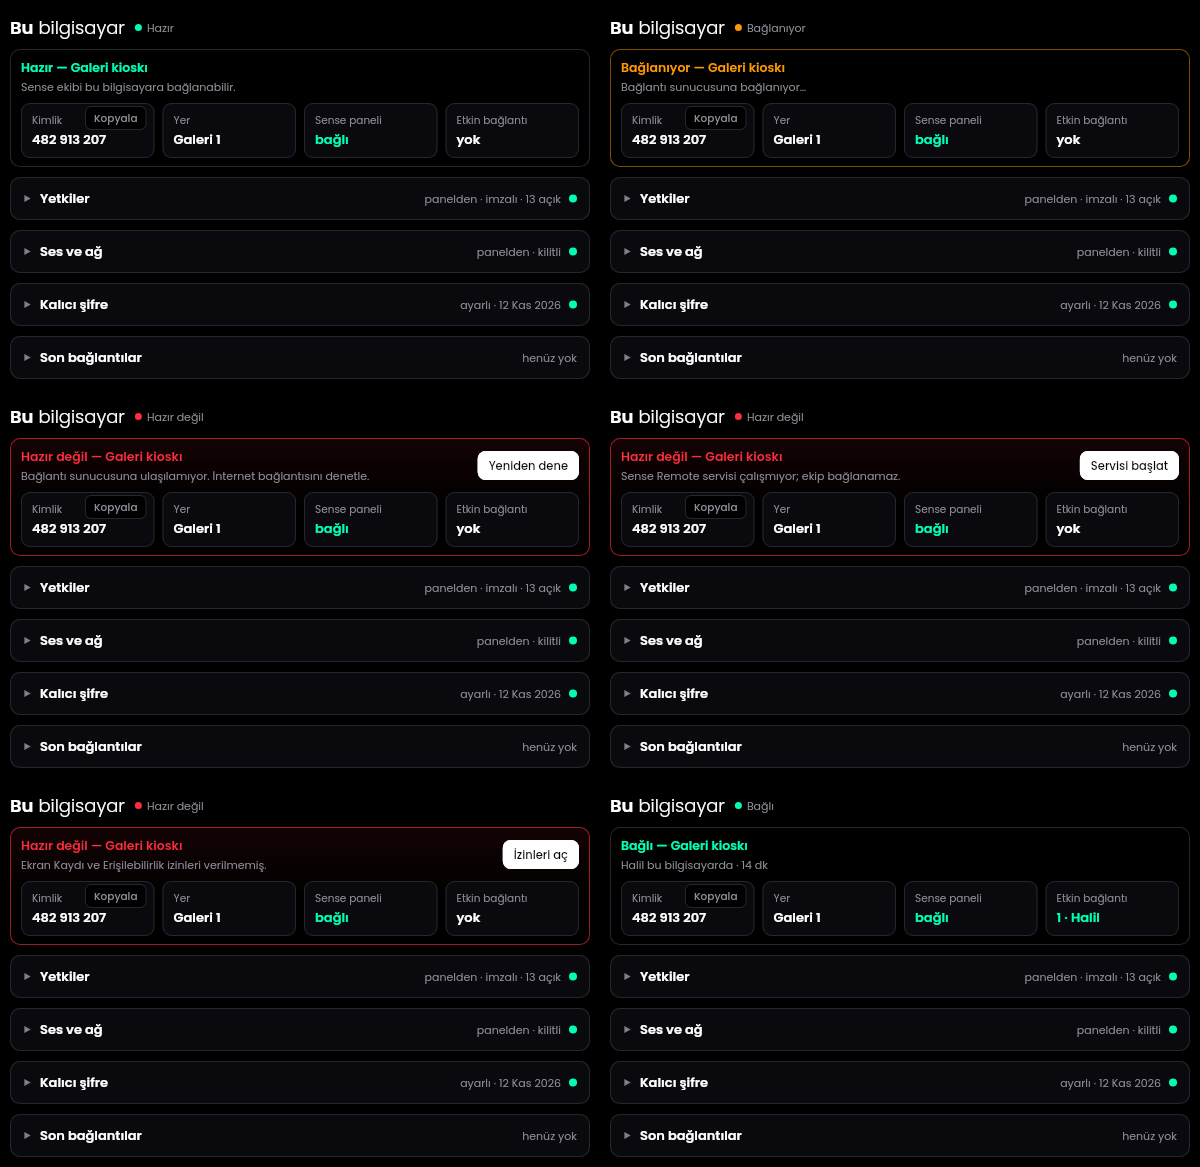 Bu bilgisayar Hazır
Hazır — Galeri kioskı
Sense ekibi bu bilgisayara bağlanabilir.
Kimlik Kopyala Yer Sense paneli Etkin bağlantı
482 913 207 Galeri 1 bağlı yok
Yetkiler panelden · imzalı · 13 açık
Ses ve ağ panelden · kilitli
Kalıcı şifre ayarlı · 12 Kas 2026
Son bağlantılar henüz yok
Bu bilgisayar Bağlanıyor
Bağlanıyor — Galeri kioskı
Bağlantı sunucusuna bağlanıyor…
Kimlik Kopyala Yer Sense paneli Etkin bağlantı
482 913 207 Galeri 1 bağlı yok
Yetkiler panelden · imzalı · 13 açık
Ses ve ağ panelden · kilitli
Kalıcı şifre ayarlı · 12 Kas 2026
Son bağlantılar henüz yok
Bu bilgisayar Hazır değil
Hazır değil — Galeri kioskı
Bağlantı sunucusuna ulaşılamıyor. İnternet bağlantısını denetle.
Yeniden dene
Kimlik Kopyala Yer Sense paneli Etkin bağlantı
482 913 207 Galeri 1 bağlı yok
Yetkiler panelden · imzalı · 13 açık
Ses ve ağ panelden · kilitli
Kalıcı şifre ayarlı · 12 Kas 2026
Son bağlantılar henüz yok
Bu bilgisayar Hazır değil
Hazır değil — Galeri kioskı
Sense Remote servisi çalışmıyor; ekip bağlanamaz.
Servisi başlat
Kimlik Kopyala Yer Sense paneli Etkin bağlantı
482 913 207 Galeri 1 bağlı yok
Yetkiler panelden · imzalı · 13 açık
Ses ve ağ panelden · kilitli
Kalıcı şifre ayarlı · 12 Kas 2026
Son bağlantılar henüz yok
Bu bilgisayar Hazır değil
Hazır değil — Galeri kioskı
Ekran Kaydı ve Erişilebilirlik izinleri verilmemiş.
İzinleri aç
Kimlik Kopyala Yer Sense paneli Etkin bağlantı
482 913 207 Galeri 1 bağlı yok
Yetkiler panelden · imzalı · 13 açık
Ses ve ağ panelden · kilitli
Kalıcı şifre ayarlı · 12 Kas 2026
Son bağlantılar henüz yok
Bu bilgisayar Bağlı
Bağlı — Galeri kioskı
Halil bu bilgisayarda · 14 dk
Kimlik Kopyala Yer Sense paneli Etkin bağlantı
482 913 207 Galeri 1 bağlı 1 · Halil
Yetkiler panelden · imzalı · 13 açık
Ses ve ağ panelden · kilitli
Kalıcı şifre ayarlı · 12 Kas 2026
Son bağlantılar henüz yok